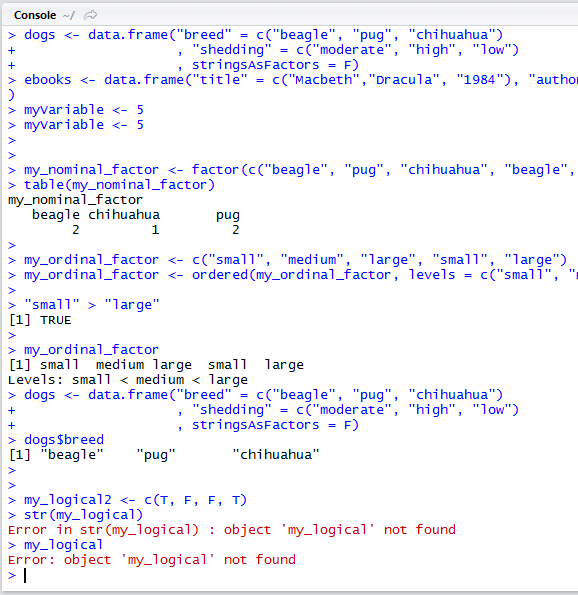 Console ~/
> dogs <- data.frame("breed" = c("beagle", "pug", "chihuahua")
+                    , "shedding" = c("moderate", "high", "low")
+                    , stringsAsFactors = F)
> ebooks <- data.frame("title" = c("Macbeth","Dracula", "1984"), "autho
)
> myVariable <- 5
> myVariable <- 5
>
>
> my_nominal_factor <- factor(c("beagle", "pug", "chihuahua", "beagle",
> table(my_nominal_factor)
my_nominal_factor
   beagle chihuahua       pug
        2         1         2
>
> my_ordinal_factor <- c("small", "medium", "large", "small", "large")
> my_ordinal_factor <- ordered(my_ordinal_factor, levels = c("small", "
>
> "small" > "large"
[1] TRUE
>
> my_ordinal_factor
[1] small  medium large  small  large
Levels: small < medium < large
> dogs <- data.frame("breed" = c("beagle", "pug", "chihuahua")
+                    , "shedding" = c("moderate", "high", "low")
+                    , stringsAsFactors = F)
> dogs$breed
[1] "beagle"    "pug"       "chihuahua"
>
>
> my_logical2 <- c(T, F, F, T)
> str(my_logical)
Error in str(my_logical) : object 'my_logical' not found
> my_logical
Error: object 'my_logical' not found
>